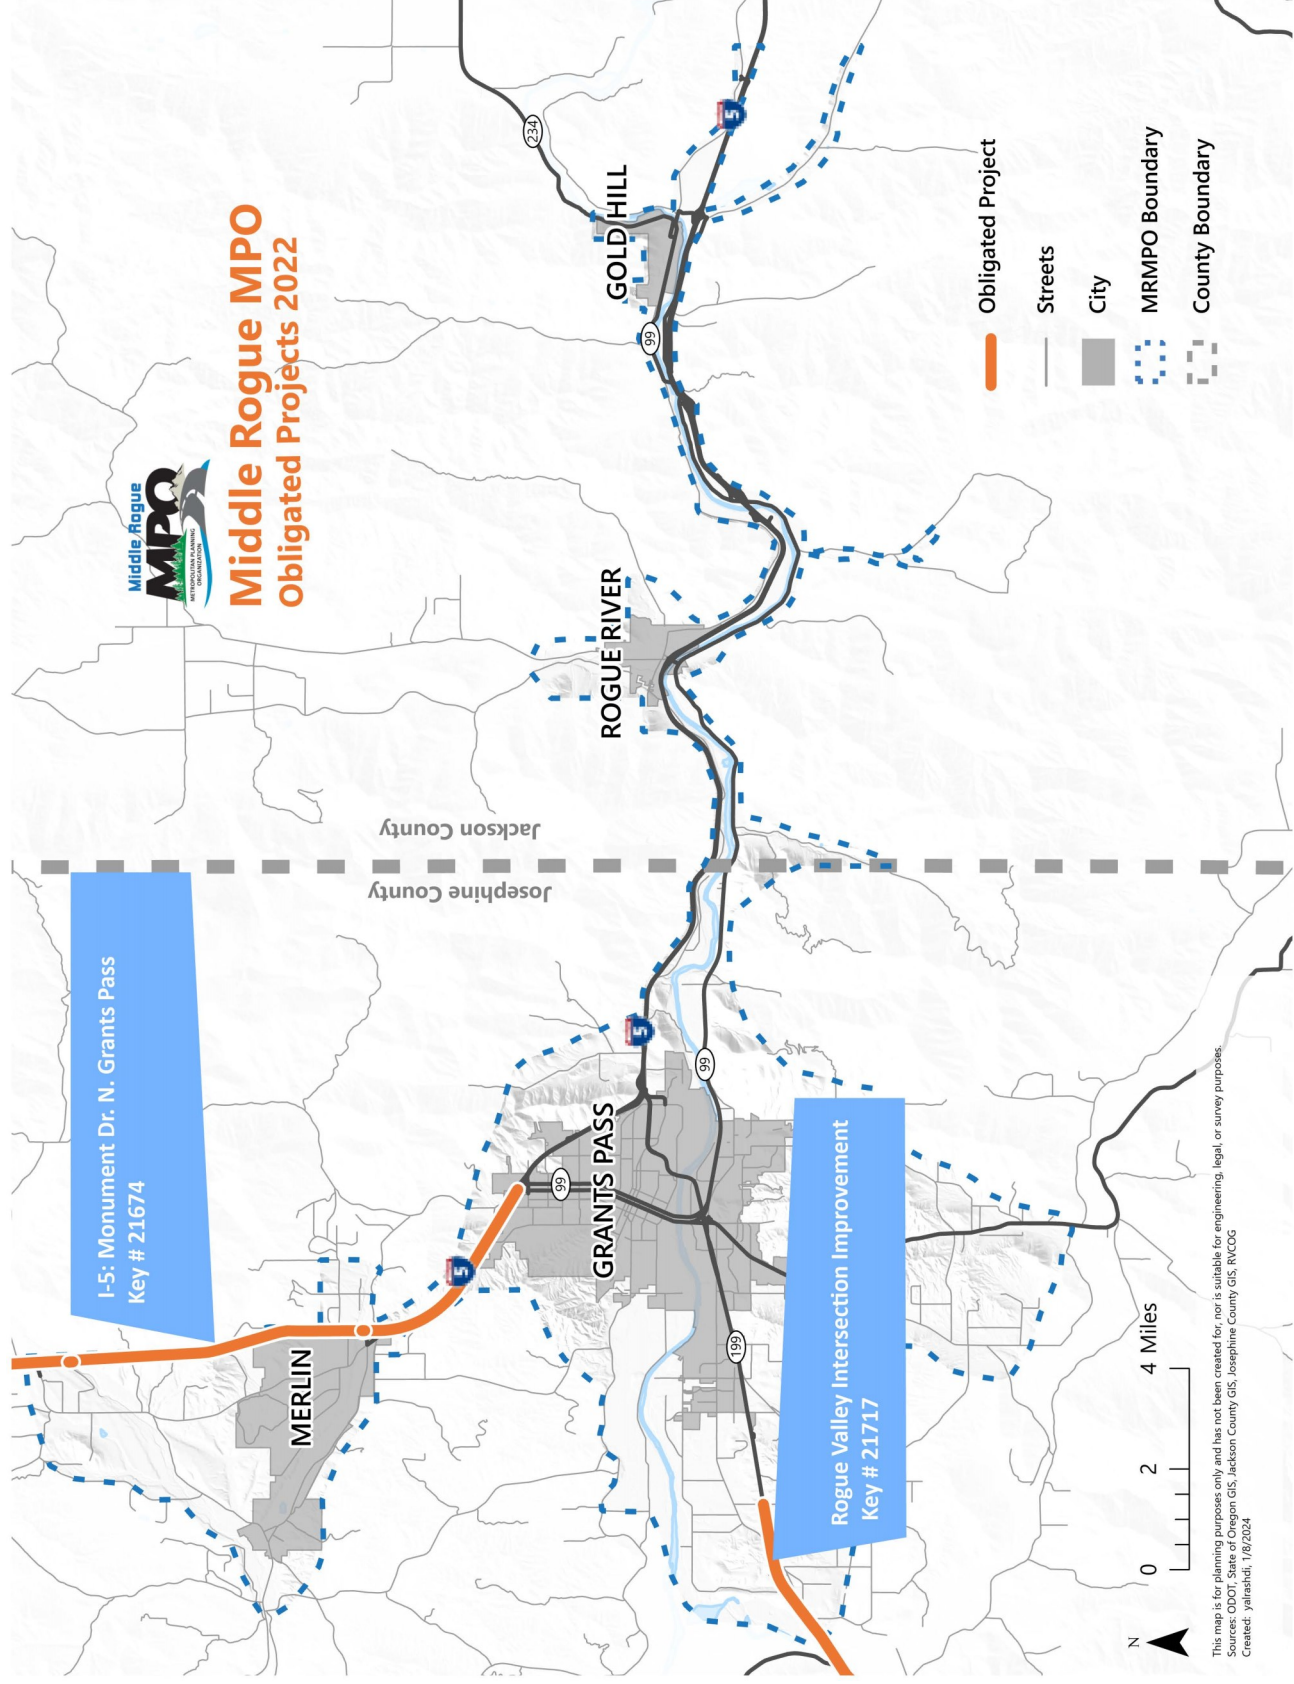 Middle Rogue
MPO
METROPOLITAN PLANNING
ORGANIZATION
Middle Rogue MPO
Obligated Projects 2022
I-5: Monument Dr. N. Grants Pass
Key # 21674
Josephine County
Jackson County
MERLIN
5
99
GRANTS PASS
5
99
199
ROGUE RIVER
GOLD HILL
99
234
5
Rogue Valley Intersection Improvement
Key # 21717
Obligated Project
Streets
City
MRMPO Boundary
County Boundary
N
0 2 4 Miles
This map is for planning purposes only and has not been created for, nor is suitable for engineering, legal, or survey purposes.
Sources: ODOT, State of Oregon GIS, Jackson County GIS, Josephine County GIS, RVCOG
Created: yalrashdi, 1/8/2024